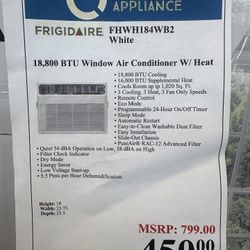 APPLIANCE
FRIGIDAIRE FHWH184WB2
White
18,800 BTU Window Air Conditioner W/ Heat
• 18,800 BTU Cooling
• 16,000 BTU Supplemental Heat
• Cools Room up tp 1,020 Sq. Ft.
• 3 Cooling, 3 Heat, 3 Fan Only Speeds
• Remote Control
• Eco Mode
• Programmable 24-Hour On/Off Timer
• Sleep Mode
• Automatic Restart
• Easy-to-Clean Washable Dust Filter
• Easy Installation
• Slide-Out Chassis
• PureAir® RAC-12 Advanced Filter
• Quiet 54 dBA Operation on Low, 58 dBA on High
• Filter Check Indicator
• Dry Mode
• Energy Saver
• Low Voltage Start-up
• 5.5 Pints per Hour Dehumidification
Height: 18
Width: 23.75
Depth: 25.5
MSRP: 799.00